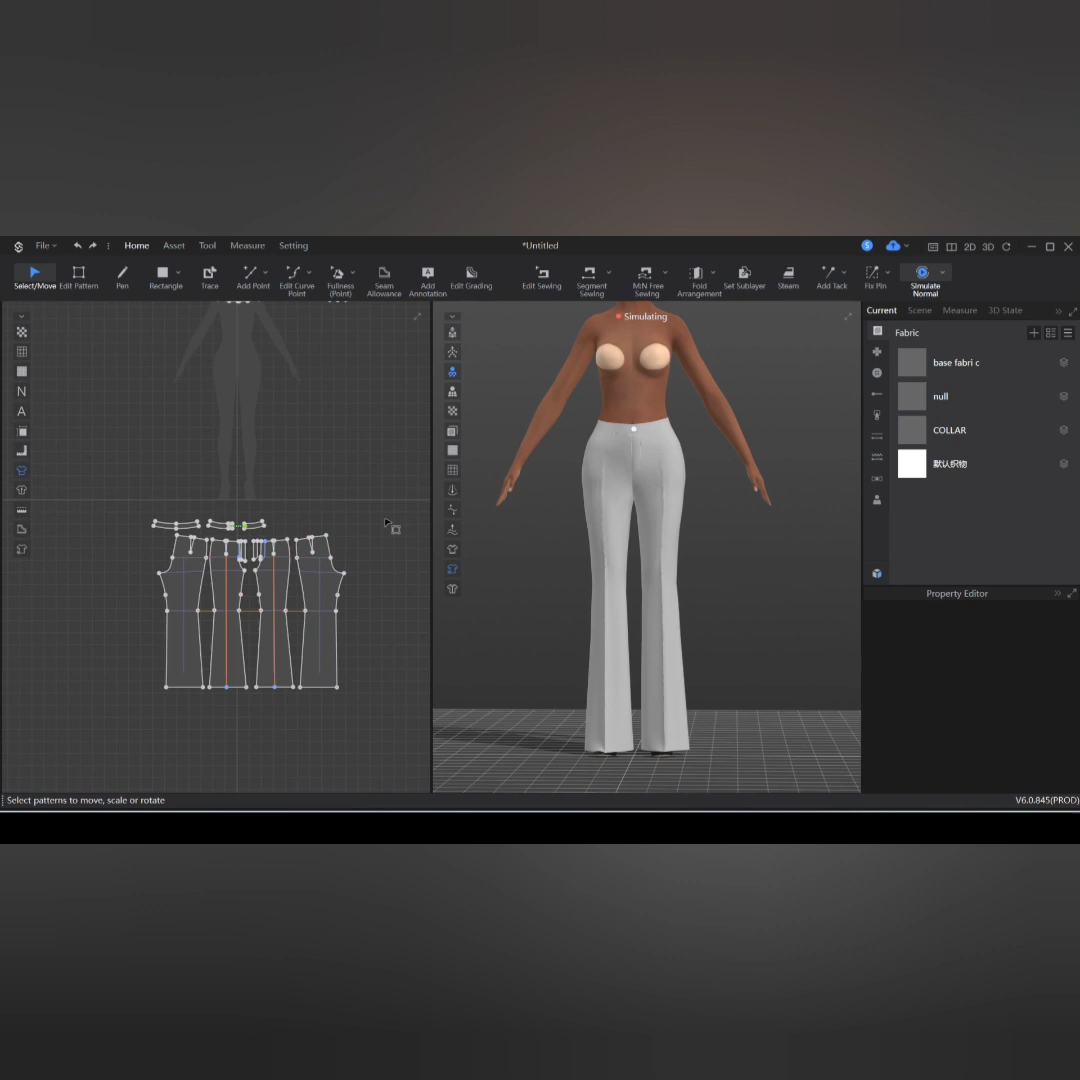 File
Home
Asset
Tool
Measure
Setting
*Untitled
S
2D
3D
Select/Move
Edit Pattern
Pen
Rectangle
Trace
Add Point
Edit Curve
Point
Fullness
(Point)
Seam
Allowance
Add
Annotation
Edit Grading
Edit Sewing
Segment
Sewing
M:N Free
Sewing
Fold
Arrangement
Set Sublayer
Steam
Add Tack
Fix Pin
Simulate
Normal
N
A
Simulating
Current
Scene
Measure
3D State
Fabric
base fabri c
null
COLLAR
默认织物
Property Editor
Select patterns to move, scale or rotate
V6.0.845(PROD)